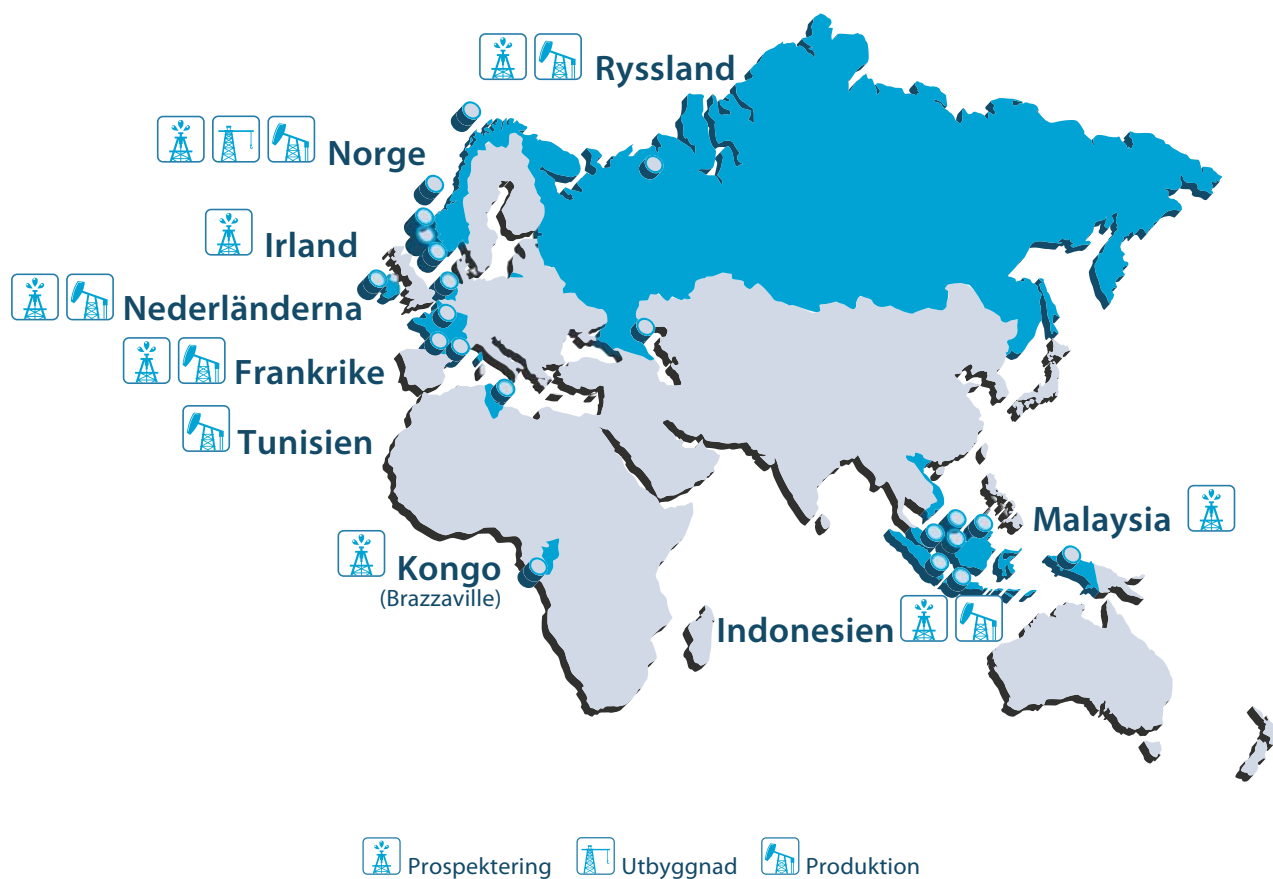 Ryssland
Norge
Irland
Nederländerna
Frankrike
Tunisien
Malaysia
Kongo
(Brazzaville)
Indonesien
Prospektering Utbyggnad Produktion